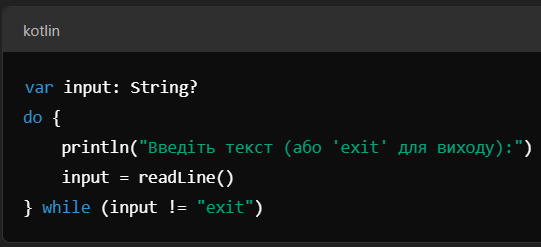 kotlin
var input: String?
do {
    println("Введіть текст (або 'exit' для виходу):")
    input = readLine()
} while (input != "exit")